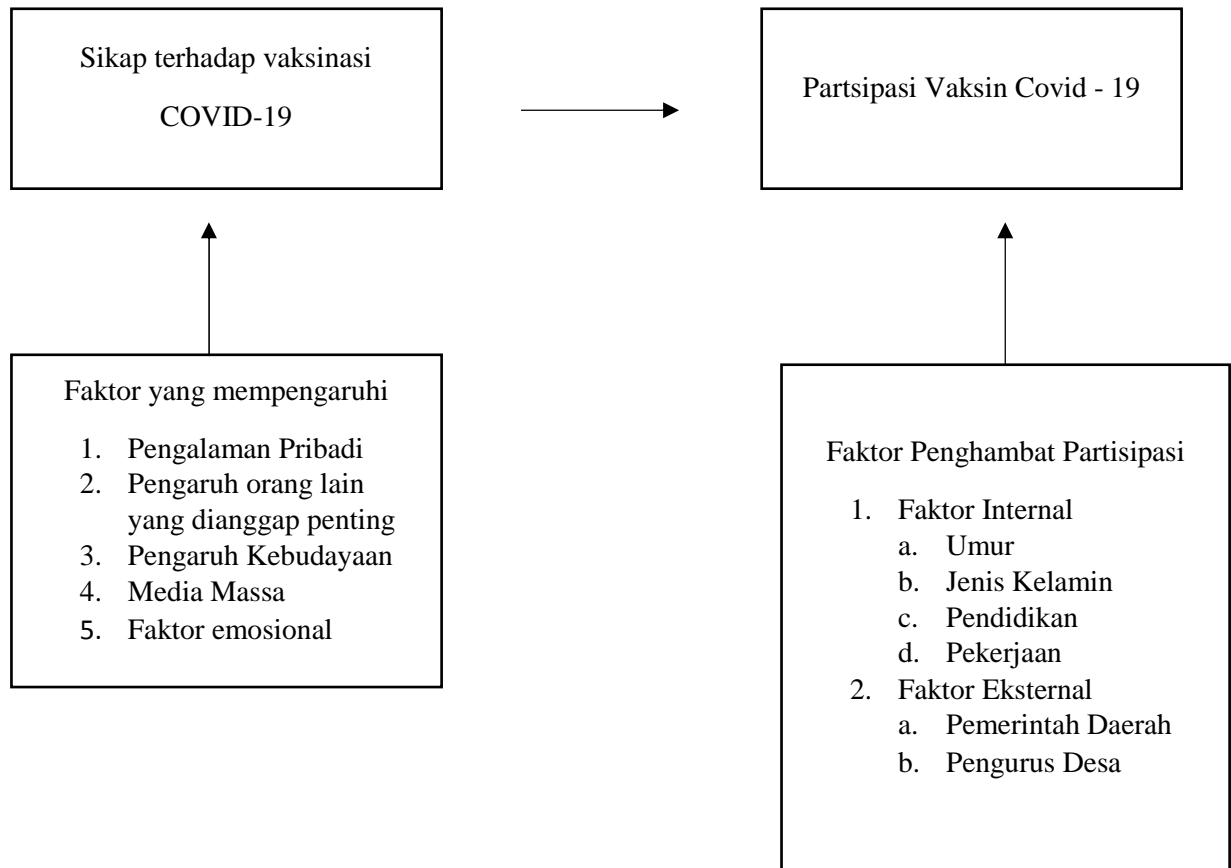 Sikap terhadap vaksinasi
COVID-19
Partsipasi Vaksin Covid - 19
Faktor yang mempengaruhi
1. Pengalaman Pribadi
2. Pengaruh orang lain
yang dianggap penting
3. Pengaruh Kebudayaan
4. Media Massa
5. Faktor emosional
Faktor Penghambat Partisipasi
1. Faktor Internal
a. Umur
b. Jenis Kelamin
c. Pendidikan
d. Pekerjaan
2. Faktor Eksternal
a. Pemerintah Daerah
b. Pengurus Desa